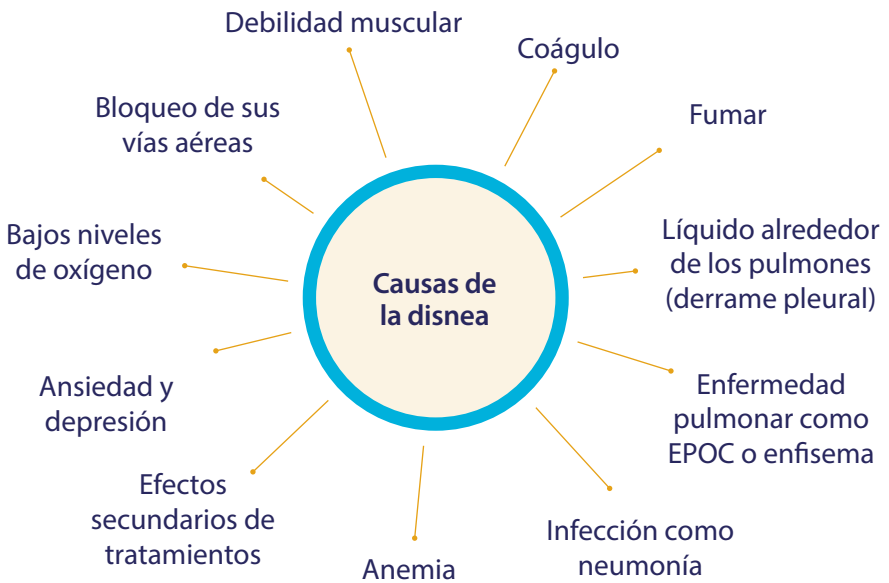 Debilidad muscular
Coágulo
Fumar
Líquido alrededor
de los pulmones
(derrame pleural)
Enfermedad
pulmonar como
EPOC o enfisema
Infección como
neumonía
Anemia
Efectos
secundarios de
tratamientos
Ansiedad y
depresión
Bajos niveles
de oxígeno
Bloqueo de sus
vías aéreas
Causas de
la disnea